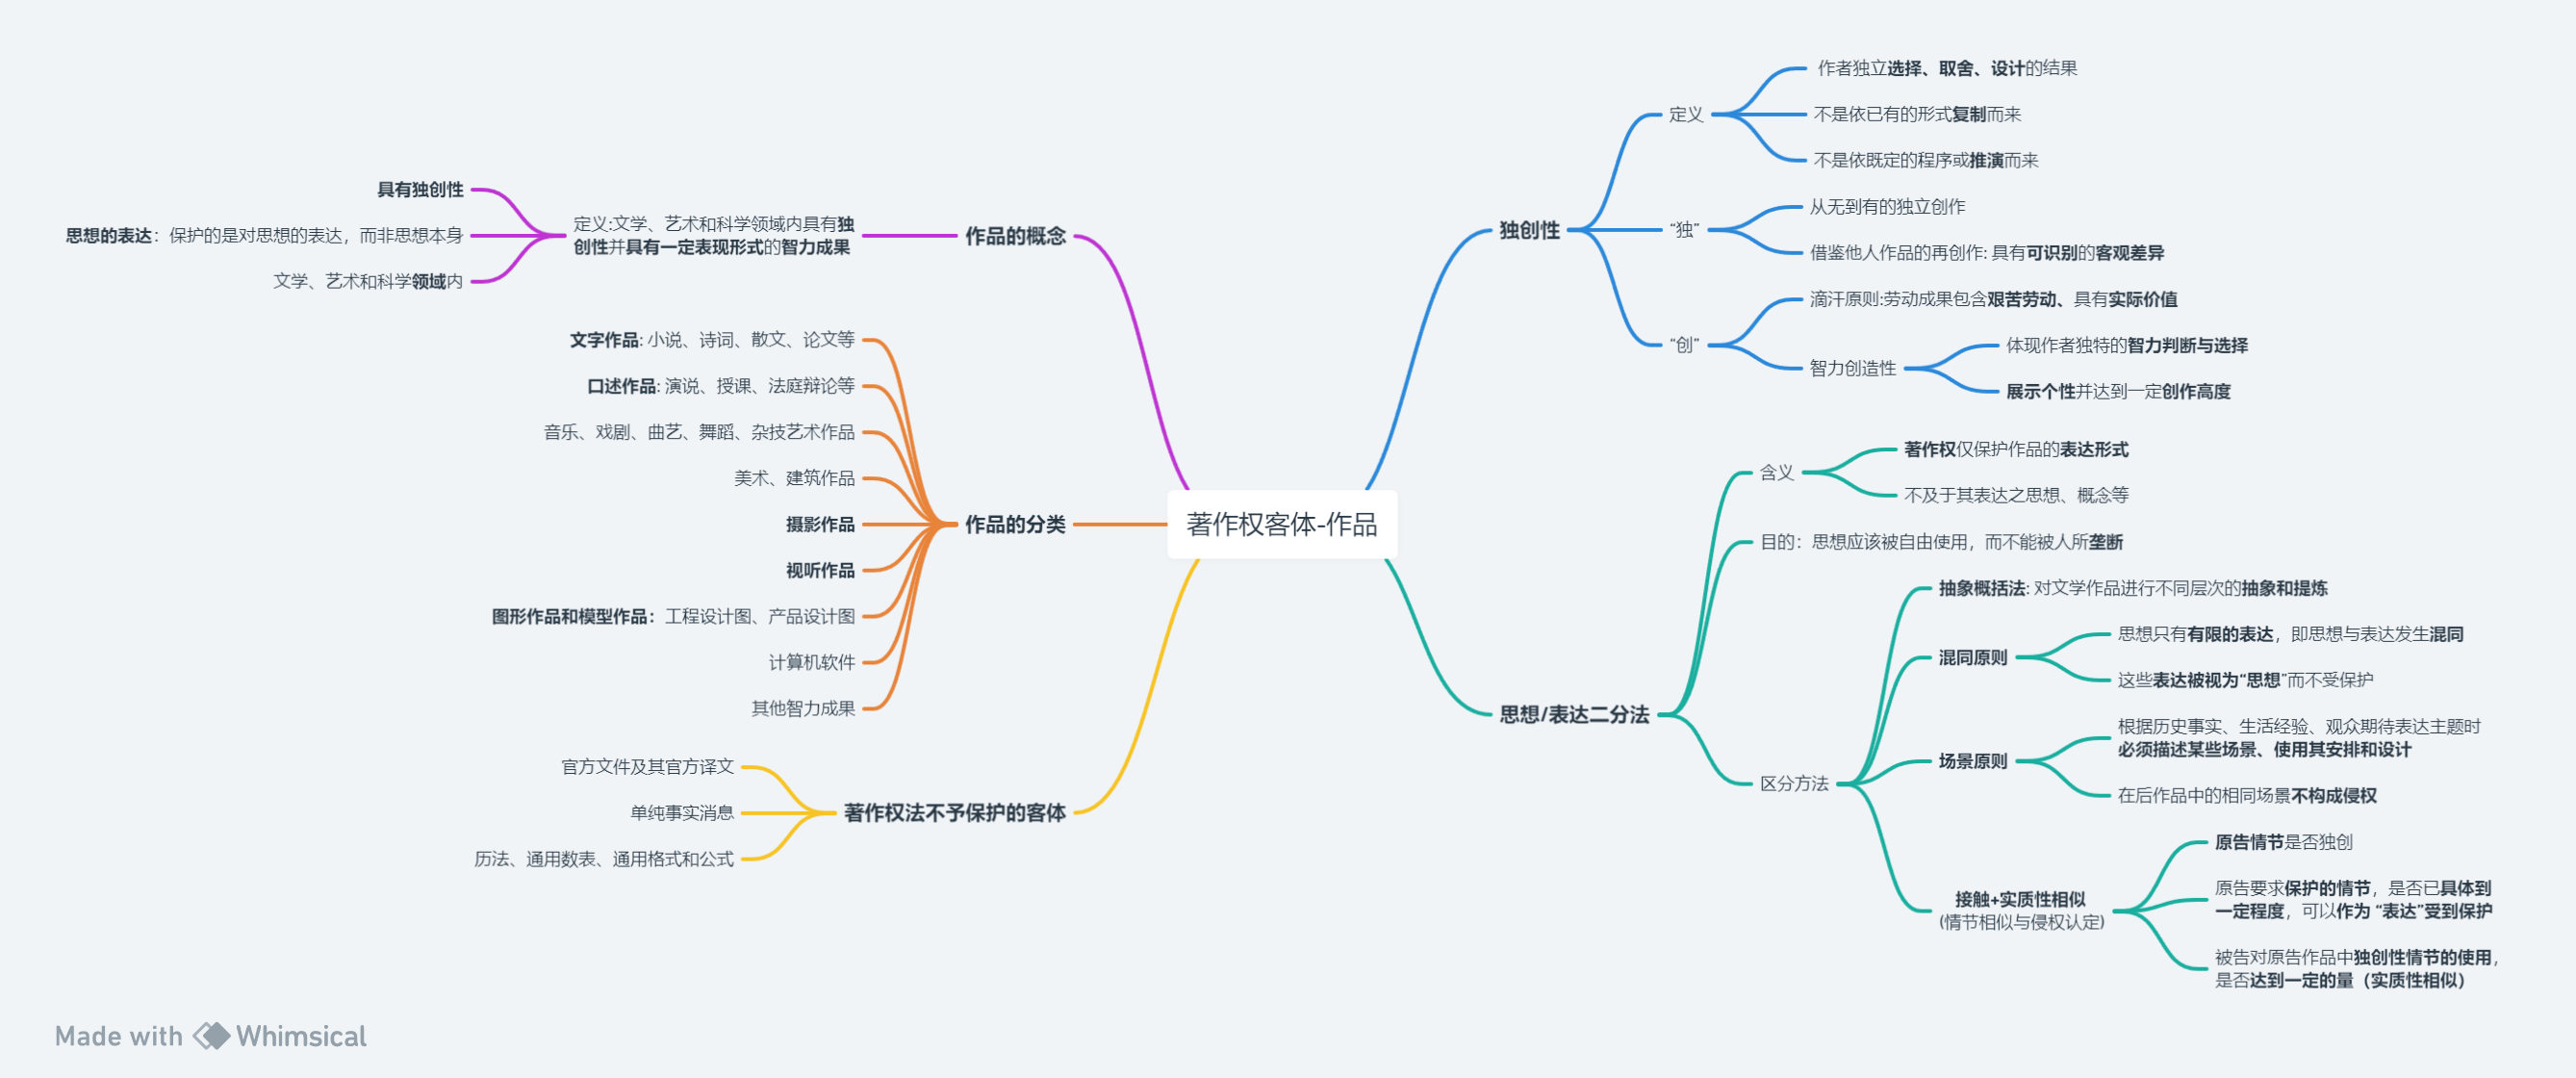 著作权客体-作品
作品的概念
定义:文学、艺术和科学领域内具有独
创性并具有一定表现形式的智力成果
具有独创性
思想的表达：保护的是对思想的表达，而非思想本身
文学、艺术和科学领域内
作品的分类
文字作品: 小说、诗词、散文、论文等
口述作品: 演说、授课、法庭辩论等
音乐、戏剧、曲艺、舞蹈、杂技艺术作品
美术、建筑作品
摄影作品
视听作品
图形作品和模型作品：工程设计图、产品设计图
计算机软件
其他智力成果
著作权法不予保护的客体
官方文件及其官方译文
单纯事实消息
历法、通用数表、通用格式和公式
独创性
定义
作者独立选择、取舍、设计的结果
不是依已有的形式复制而来
不是依既定的程序或推演而来
“独”
从无到有的独立创作
借鉴他人作品的再创作: 具有可识别的客观差异
“创”
滴汗原则:劳动成果包含艰苦劳动、具有实际价值
智力创造性
体现作者独特的智力判断与选择
展示个性并达到一定创作高度
思想/表达二分法
含义
著作权仅保护作品的表达形式
不及于其表达之思想、概念等
目的：思想应该被自由使用，而不能被人所垄断
区分方法
抽象概括法: 对文学作品进行不同层次的抽象和提炼
混同原则
思想只有有限的表达，即思想与表达发生混同
这些表达被视为“思想”而不受保护
场景原则
根据历史事实、生活经验、观众期待表达主题时
必须描述某些场景、使用其安排和设计
在后作品中的相同场景不构成侵权
接触+实质性相似
(情节相似与侵权认定)
原告情节是否独创
原告要求保护的情节，是否已具体到
一定程度，可以作为 “表达”受到保护
被告对原告作品中独创性情节的使用，
是否达到一定的量（实质性相似）
Made with Whimsical